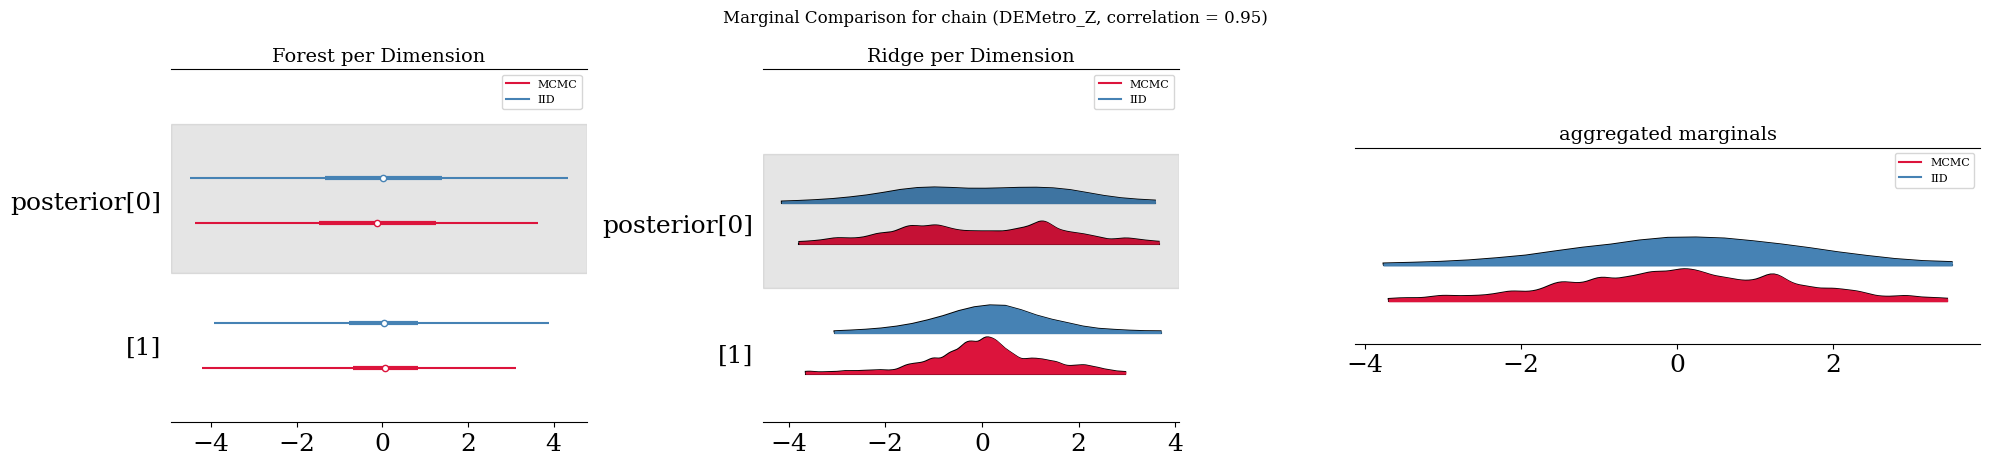 Marginal Comparison for chain (DEMetro_Z, correlation = 0.95)
Forest per Dimension
MCMC
IID
posterior[0]
[1]
−4 −2 0 2 4
Ridge per Dimension
MCMC
IID
posterior[0]
[1]
−4 −2 0 2 4
aggregated marginals
MCMC
IID
−4 −2 0 2